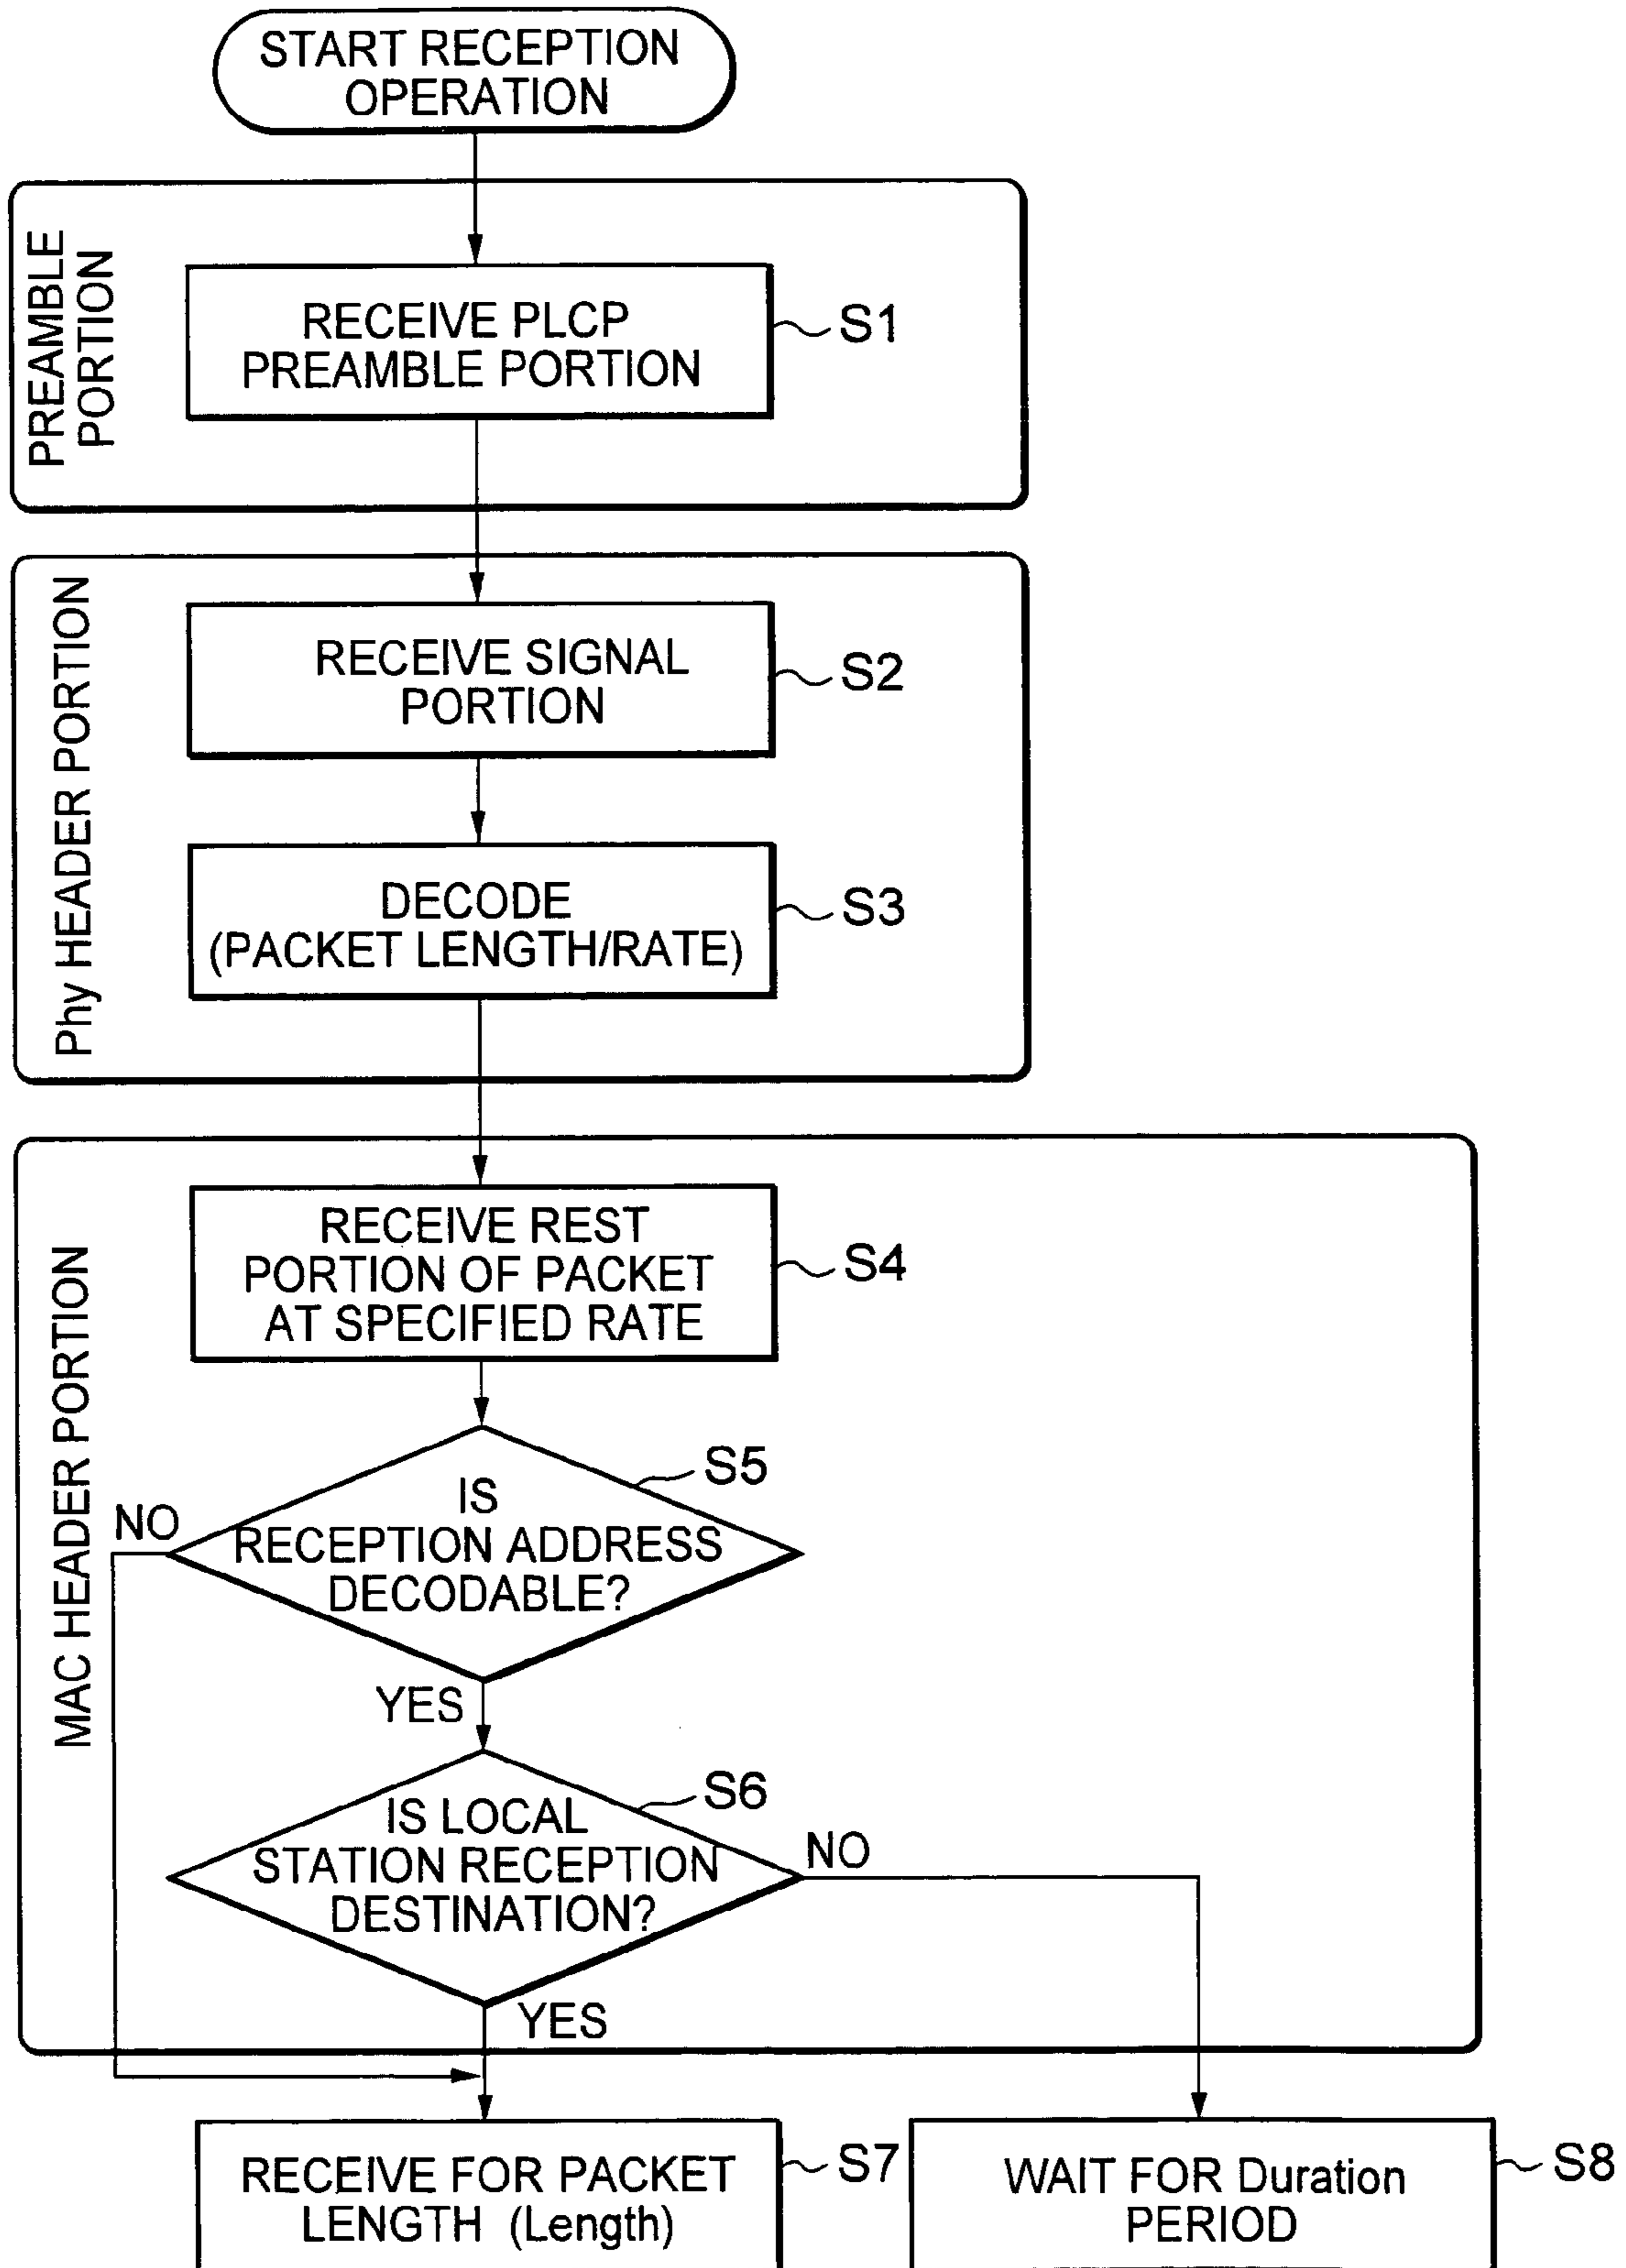 START RECEPTION
OPERATION
PREAMBLE
PORTION
RECEIVE PLCP
PREAMBLE PORTION
S1
Phy HEADER PORTION
RECEIVE SIGNAL
PORTION
S2
DECODE
(PACKET LENGTH/RATE)
S3
MAC HEADER PORTION
RECEIVE REST
PORTION OF PACKET
AT SPECIFIED RATE
S4
S5
IS
RECEPTION ADDRESS
DECODABLE?
NO
YES
S6
IS LOCAL
STATION RECEPTION
DESTINATION?
NO
YES
RECEIVE FOR PACKET
LENGTH (Length)
S7
WAIT FOR Duration
PERIOD
S8